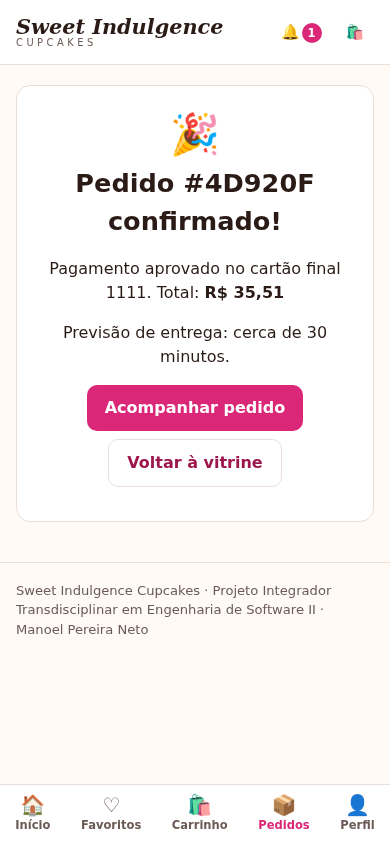 Sweet Indulgence
CUPCAKES
1
Pedido #4D920F
confirmado!
Pagamento aprovado no cartão final
1111. Total: R$ 35,51
Previsão de entrega: cerca de 30
minutos.
Acompanhar pedido
Voltar à vitrine
Sweet Indulgence Cupcakes · Projeto Integrador
Transdisciplinar em Engenharia de Software II ·
Manoel Pereira Neto
Início Favoritos Carrinho Pedidos Perfil